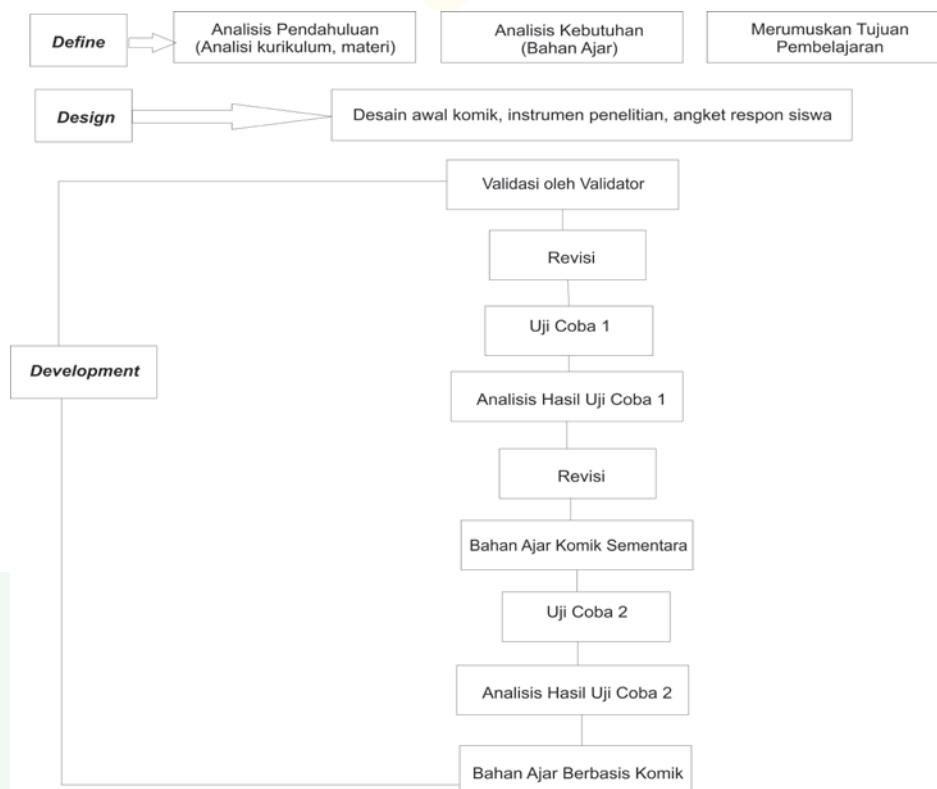 Define
Analisis Pendahuluan
(Analisi kurikulum, materi)
Analisis Kebutuhan
(Bahan Ajar)
Merumuskan Tujuan
Pembelajaran
Design
Desain awal komik, instrumen penelitian, angket respon siswa
Validasi oleh Validator
Revisi
Uji Coba 1
Development
Analisis Hasil Uji Coba 1
Revisi
Bahan Ajar Komik Sementara
Uji Coba 2
Analisis Hasil Uji Coba 2
Bahan Ajar Berbasis Komik